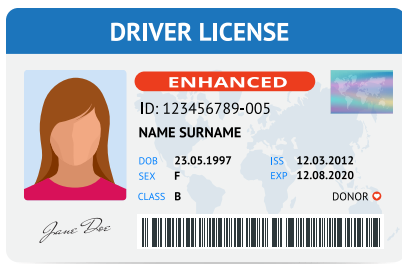 DRIVER LICENSE
ENHANCED
ID: 123456789-005
NAME SURNAME
DOB 23.05.1997 ISS 12.03.2012
SEX F EXP 12.08.2020
CLASS B DONOR
Jane Doe